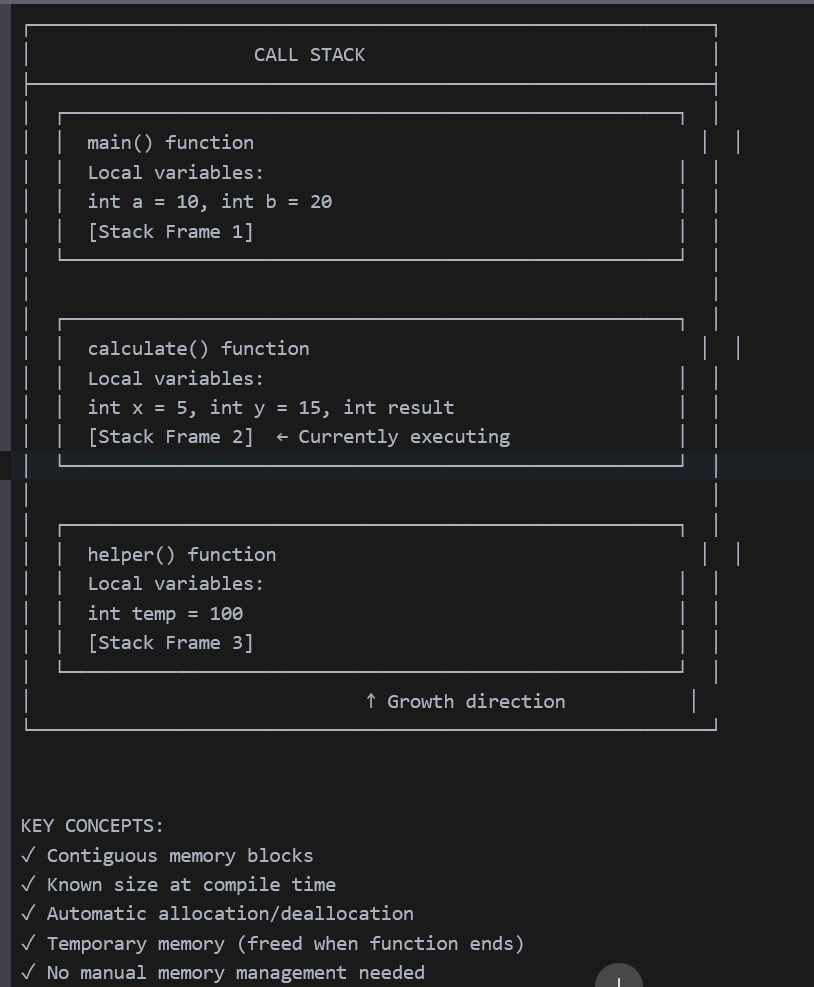 CALL STACK
main() function
Local variables:
int a = 10, int b = 20
[Stack Frame 1]
calculate() function
Local variables:
int x = 5, int y = 15, int result
[Stack Frame 2] ← Currently executing
helper() function
Local variables:
int temp = 100
[Stack Frame 3]
↑ Growth direction
KEY CONCEPTS:
✓ Contiguous memory blocks
✓ Known size at compile time
✓ Automatic allocation/deallocation
✓ Temporary memory (freed when function ends)
✓ No manual memory management needed